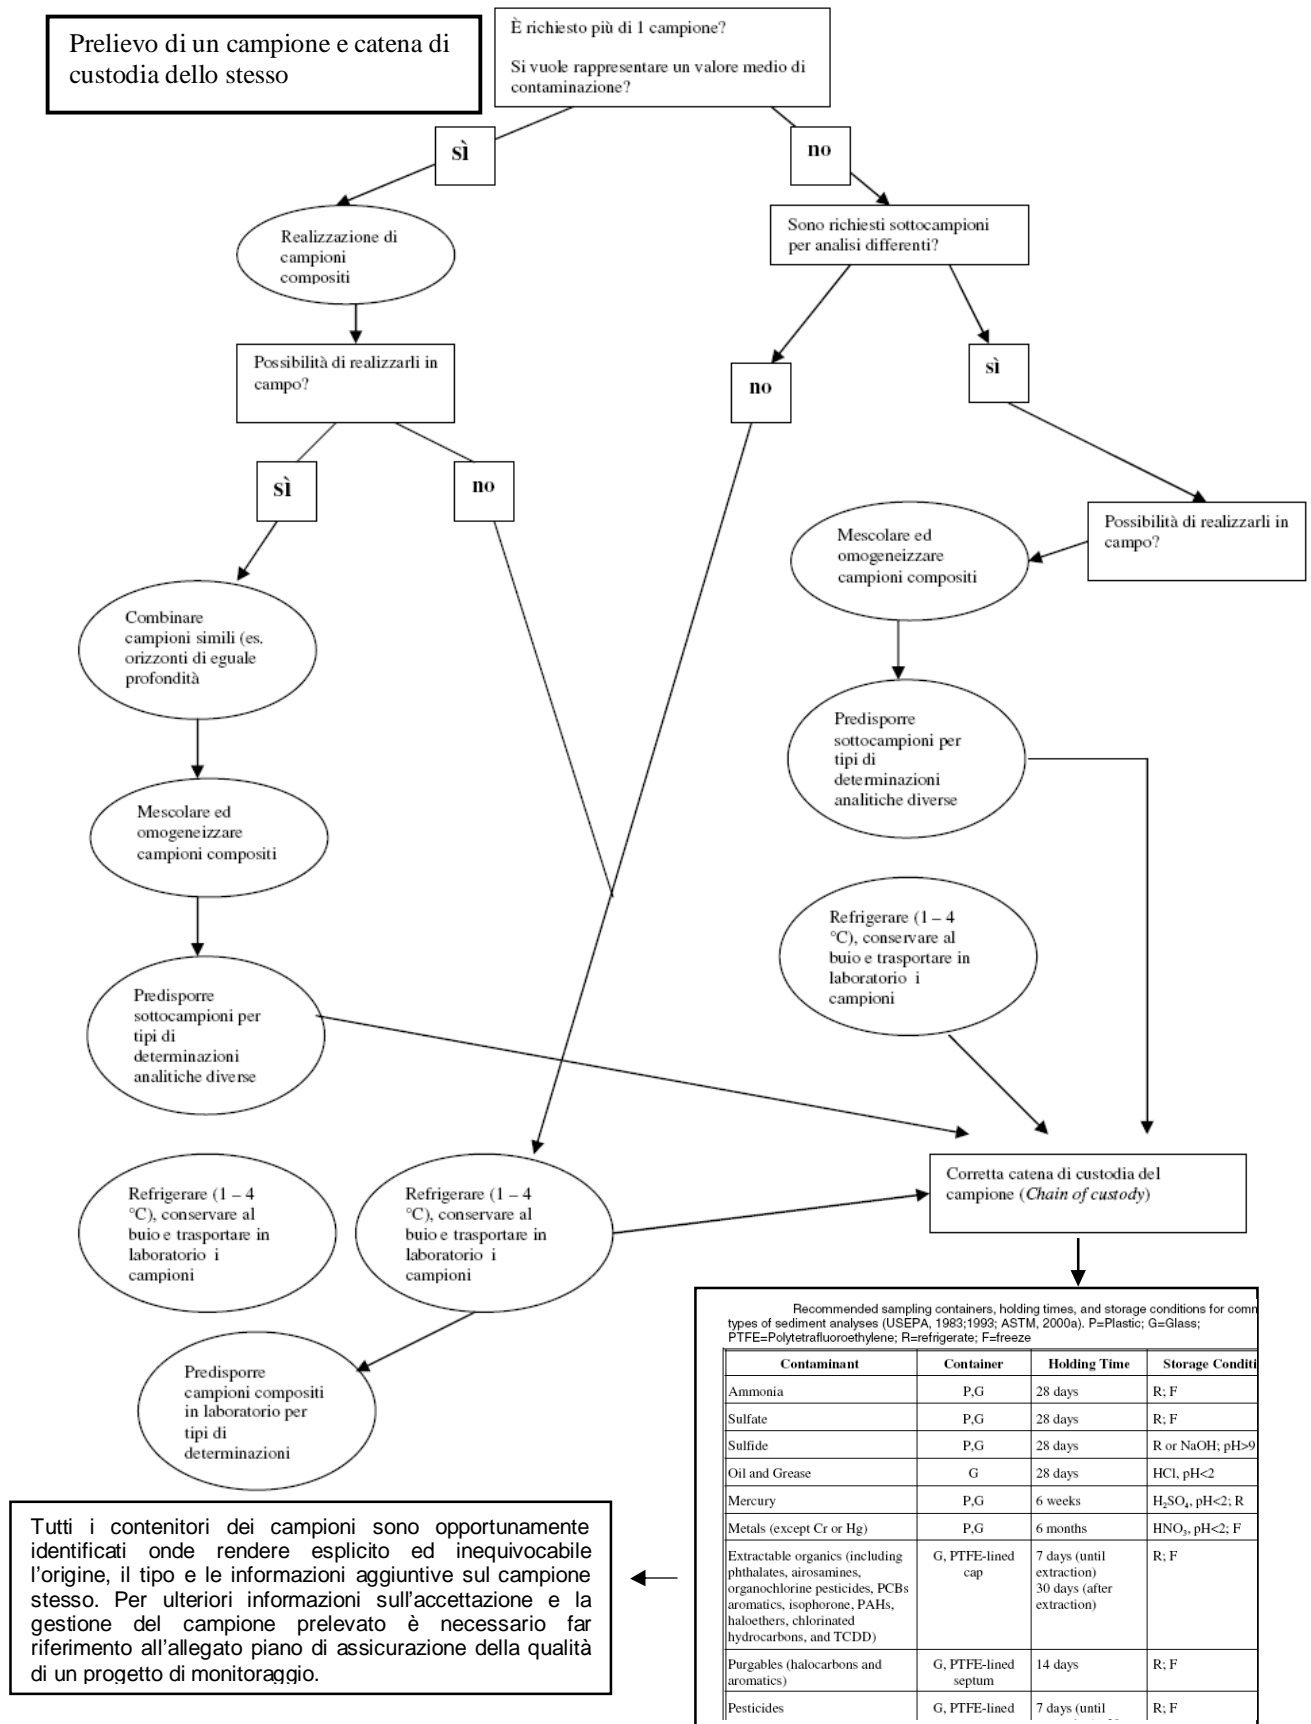 Prelievo di un campione e catena di
custodia dello stesso
È richiesto più di 1 campione?
Si vuole rappresentare un valore medio di
contaminazione?
sì
no
Realizzazione di
campioni
compositi
Sono richiesti sottocampioni
per analisi differenti?
Possibilità di realizzarli in
campo?
no
sì
sì
no
Possibilità di realizzarli in
campo?
Mescolare ed
omogeneizzare
campioni compositi
Combinare
campioni simili (es.
orizzonti di eguale
profondità
Predisporre
sottocampioni per
tipi di
determinazioni
analitiche diverse
Mescolare ed
omogeneizzare
campioni compositi
Refrigerare (1 – 4
°C), conservare al
buio e trasportare in
laboratorio i
campioni
Predisporre
sottocampioni per
tipi di
determinazioni
analitiche diverse
Refrigerare (1 – 4
°C), conservare al
buio e trasportare in
laboratorio i
campioni
Refrigerare (1 – 4
°C), conservare al
buio e trasportare in
laboratorio i
campioni
Corretta catena di custodia del
campione (Chain of custody)
Predisporre
campioni compositi
in laboratorio per
tipi di
determinazioni
Recommended sampling containers, holding times, and storage conditions for comn
types of sediment analyses (USEPA, 1983;1993; ASTM, 2000a). P=Plastic; G=Glass;
PTFE=Polytetrafluoroethylene; R=refrigerate; F=freeze
Contaminant Container Holding Time Storage Conditi
Ammonia P,G 28 days R; F
Sulfate P,G 28 days R; F
Sulfide P,G 28 days R or NaOH; pH>9
Oil and Grease G 28 days HCl, pH<2
Mercury P,G 6 weeks H₂SO₄, pH<2; R
Metals (except Cr or Hg) P,G 6 months HNO₃, pH<2; F
Extractable organics (including G, PTFE-lined 7 days (until R; F
phthalates, airosamines, cap extraction)
organochlorine pesticides, PCBs 30 days (after
aromatics, isophorone, PAHs, extraction)
haloethers, chlorinated
hydrocarbons, and TCDD)
Purgables (halocarbons and G, PTFE-lined 14 days R; F
aromatics) septum
Pesticides G, PTFE-lined 7 days (until R; F
Tutti i contenitori dei campioni sono opportunamente
identificati onde rendere esplicito ed inequivocabile
l'origine, il tipo e le informazioni aggiuntive sul campione
stesso. Per ulteriori informazioni sull'accettazione e la
gestione del campione prelevato è necessario far
riferimento all'allegato piano di assicurazione della qualità
di un progetto di monitoraggio.